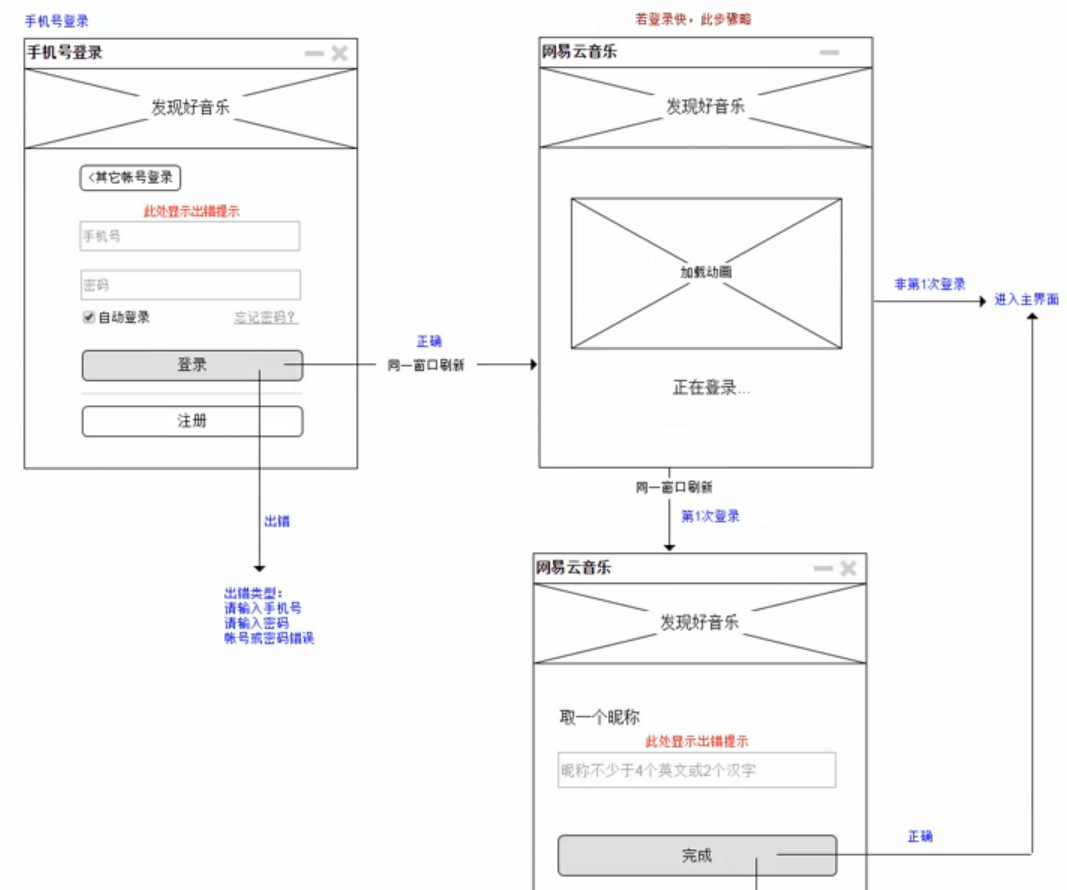 手机号登录
手机号登录
发现好音乐
<其它帐号登录
此处显示出错提示
手机号
密码
自动登录
忘记密码?
登录
注册
出错
出错类型:
请输入手机号
请输入密码
帐号或密码错误
正确
同一窗口刷新
若登录快，此步骤略
网易云音乐
发现好音乐
加载动画
正在登录...
非第1次登录
进入主界面
同一窗口刷新
第1次登录
网易云音乐
发现好音乐
取一个昵称
此处显示出错提示
昵称不少于4个英文或2个汉字
完成
正确